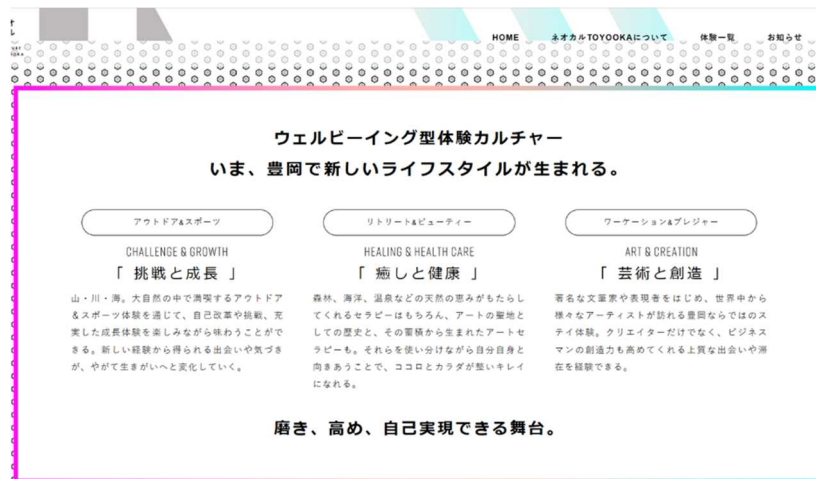 HOME ネオカルTOYOOKAについて 体験一覧 お知らせ
ウェルビーイング型体験カルチャー
いま、豊岡で新しいライフスタイルが生まれる。
アウトドア&スポーツ
CHALLENGE & GROWTH
「 挑戦と成長 」
山・川・海。大自然の中で満喫するアウトドア
&スポーツ体験を通じて、自己改革や挑戦、充
実した成長体験を楽しみながら味わうことがで
きる。新しい経験から得られる出会いや気づき
が、やがて生きがいへと変化していく。
リトリート&ビューティー
HEALING & HEALTH CARE
「 癒しと健康 」
森林、海洋、温泉などの天然の恵みがもたらし
てくれるセラピーはもちろん、アートの聖地と
しての歴史と、その蓄積から生まれたアートセ
ラピーも。それらを使い分けながら自分自身と
向きあうことで、ココロとカラダが整いキレイ
になれる。
ワーケーション&ブレジャー
ART & CREATION
「 芸術と創造 」
著名な文筆家や表現者をはじめ、世界中から
様々なアーティストが訪れる豊岡ならではのス
テイ体験。クリエイターだけでなく、ビジネス
マンの創造力も高めてくれる上質な出会いや滞
在を経験できる。
磨き、高め、自己実現できる舞台。